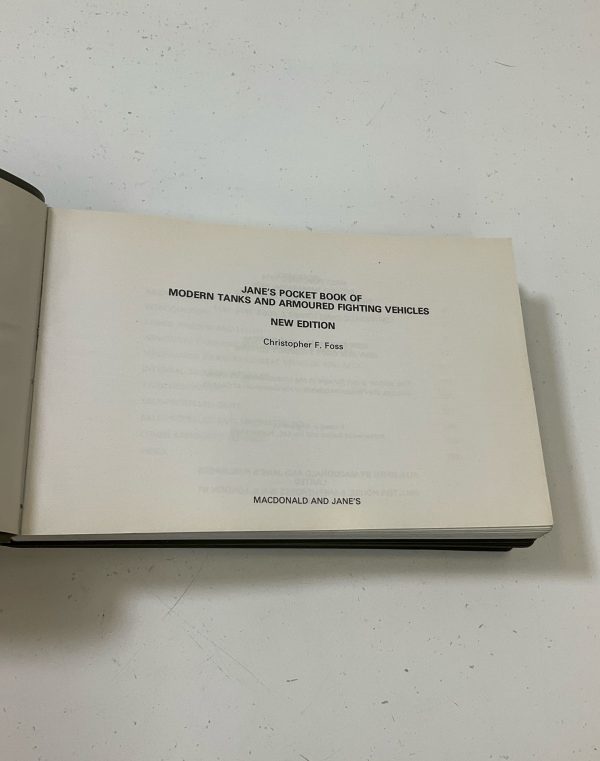 JANE'S POCKET BOOK OF
MODERN TANKS AND ARMOURED FIGHTING VEHICLES
NEW EDITION
Christopher F. Foss
MACDONALD AND JANE'S